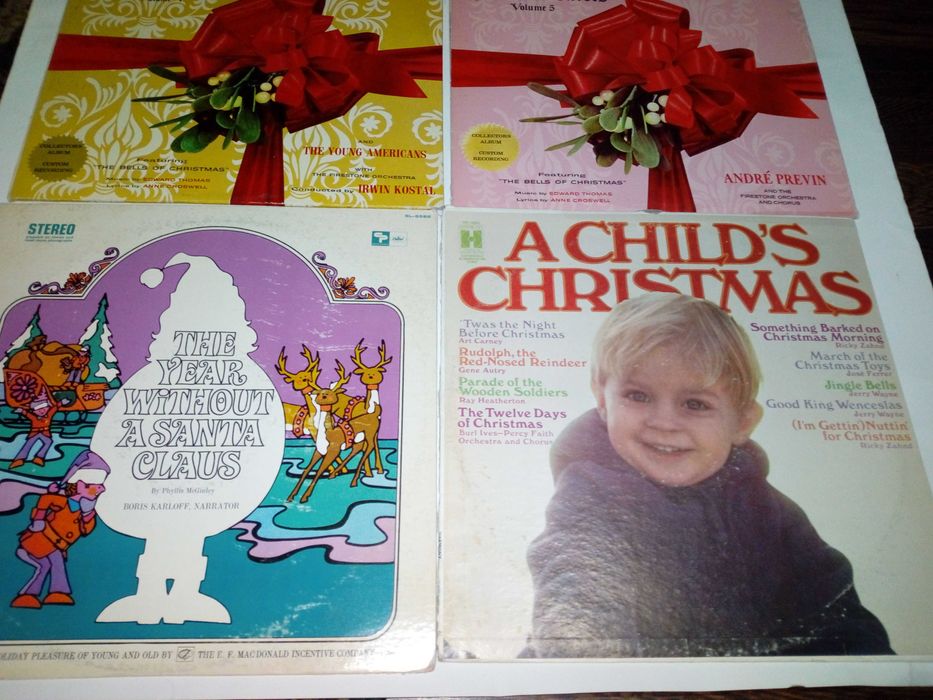 COLLECTORS
ALBUM
CUSTOM
RECORDING
Featuring
"THE BELLS OF CHRISTMAS"
Music by EDWARD THOMAS
Lyrics by ANNE CROSWELL
AND
THE YOUNG AMERICANS
WITH
THE FIRESTONE ORCHESTRA
Conducted by IRWIN KOSTAL
Volume 5
COLLECTOR'S
ALBUM
CUSTOM
RECORDING
Featuring
"THE BELLS OF CHRISTMAS"
Music by EDWARD THOMAS
Lyrics by ANNE CROSWELL
ANDRÉ PREVIN
AND THE
FIRESTONE ORCHESTRA
AND CHORUS
STEREO
THE
YEAR
WITHOUT
A SANTA
CLAUS
By Phyllis McGinley
BORIS KARLOFF, NARRATOR
PLEASURE OF YOUNG AND OLD BY THE E. F. MACDONALD INCENTIVE COMPANY
A CHILD'S
CHRISTMAS
'Twas the Night
Before Christmas
Art Carney
Rudolph, the
Red-Nosed Reindeer
Gene Autry
Parade of the
Wooden Soldiers
Ray Heatherton
The Twelve Days
of Christmas
Burl Ives–Percy Faith
Orchestra and Chorus
Something Barked on
Christmas Morning
Ricky Zahnd
March of the
Christmas Toys
José Ferrer
Jingle Bells
Jerry Wayne
Good King Wenceslas
Jerry Wayne
(I'm Gettin') Nuttin'
for Christmas
Ricky Zahnd